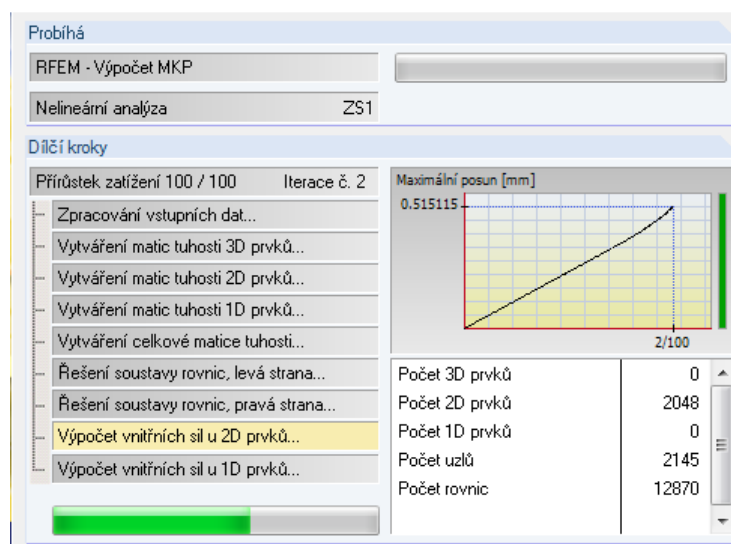 Probíhá
RFEM - Výpočet MKP
Nelineární analýza ZS1
Dílčí kroky
Přírůstek zatížení 100 / 100 Iterace č. 2
Zpracování vstupních dat...
Vytváření matic tuhosti 3D prvků...
Vytváření matic tuhosti 2D prvků...
Vytváření matic tuhosti 1D prvků...
Vytváření celkové matice tuhosti...
Řešení soustavy rovnic, levá strana...
Řešení soustavy rovnic, pravá strana...
Výpočet vnitřních sil u 2D prvků...
Výpočet vnitřních sil u 1D prvků...
Maximální posun [mm]
0.515115
2/100
Počet 3D prvků 0
Počet 2D prvků 2048
Počet 1D prvků 0
Počet uzlů 2145
Počet rovnic 12870